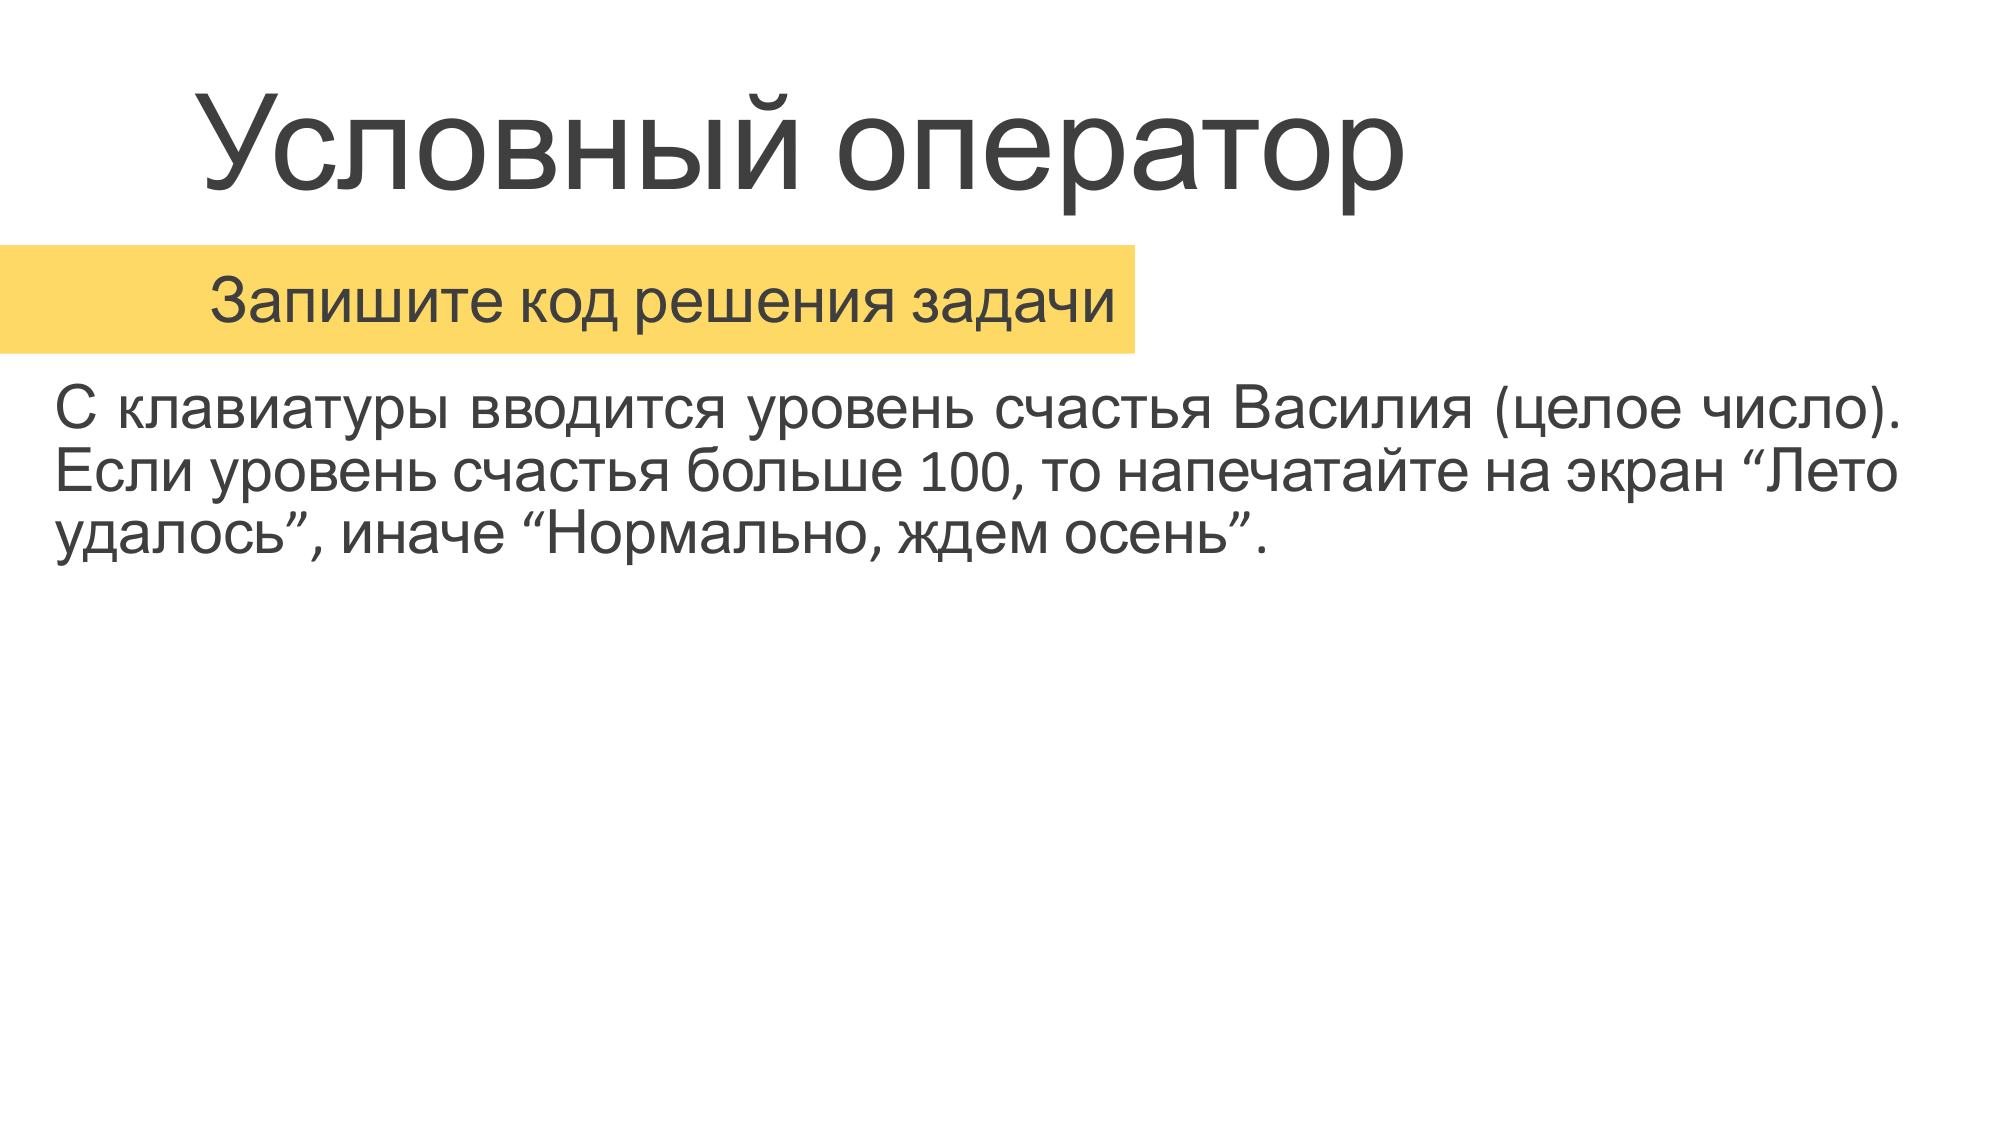 Условный оператор
Запишите код решения задачи
С клавиатуры вводится уровень счастья Василия (целое число).
Если уровень счастья больше 100, то напечатайте на экран “Лето
удалось”, иначе “Нормально, ждем осень”.